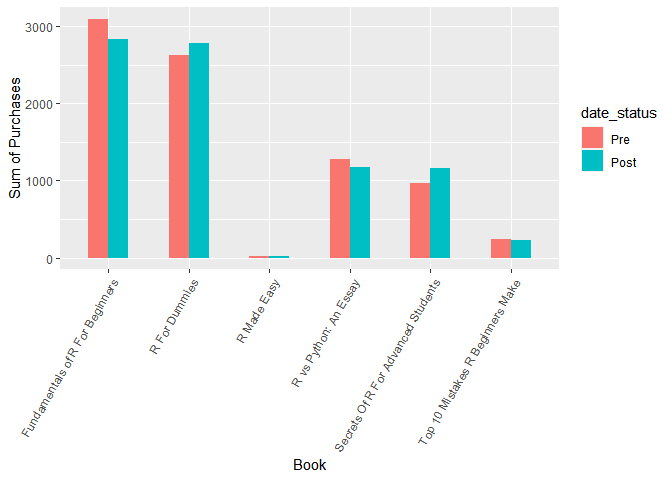 Sum of Purchases
3000
2000
1000
0
Fundamentals of R For Beginners
R For Dummies
R Made Easy
R vs Python: An Essay
Secrets Of R For Advanced Students
Top 10 Mistakes R Beginners Make
Book
date_status
Pre
Post